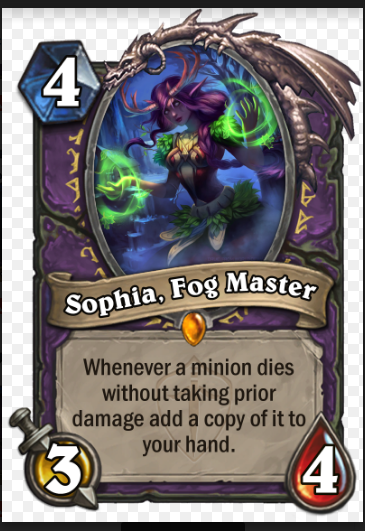 4
Sophia, Fog Master
Whenever a minion dies
without taking prior
damage add a copy of it to
your hand.
3
4